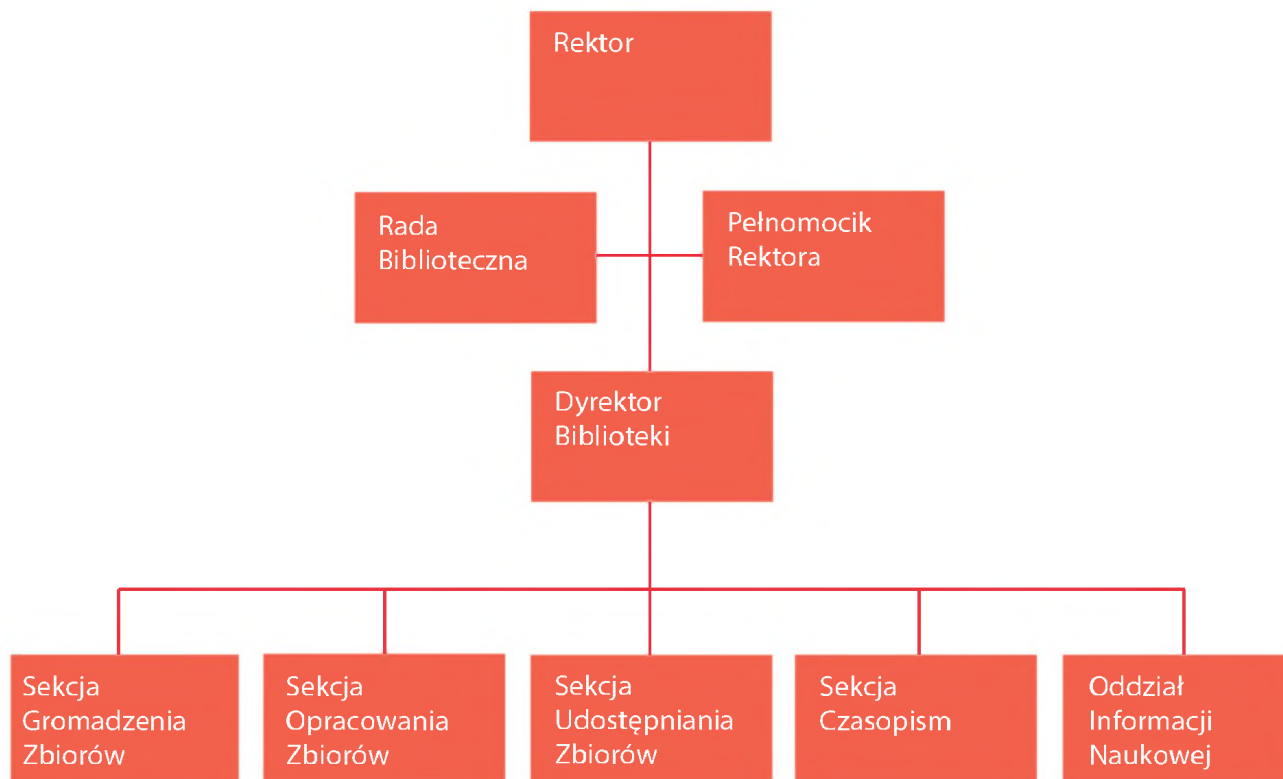 Rektor
Rada
Biblioteczna
Pełnomocik
Rektora
Dyrektor
Biblioteki
Sekcja
Gromadzenia
Zbiorów
Sekcja
Opracowania
Zbiorów
Sekcja
Udostępniania
Zbiorów
Sekcja
Czasopism
Oddział
Informacji
Naukowej